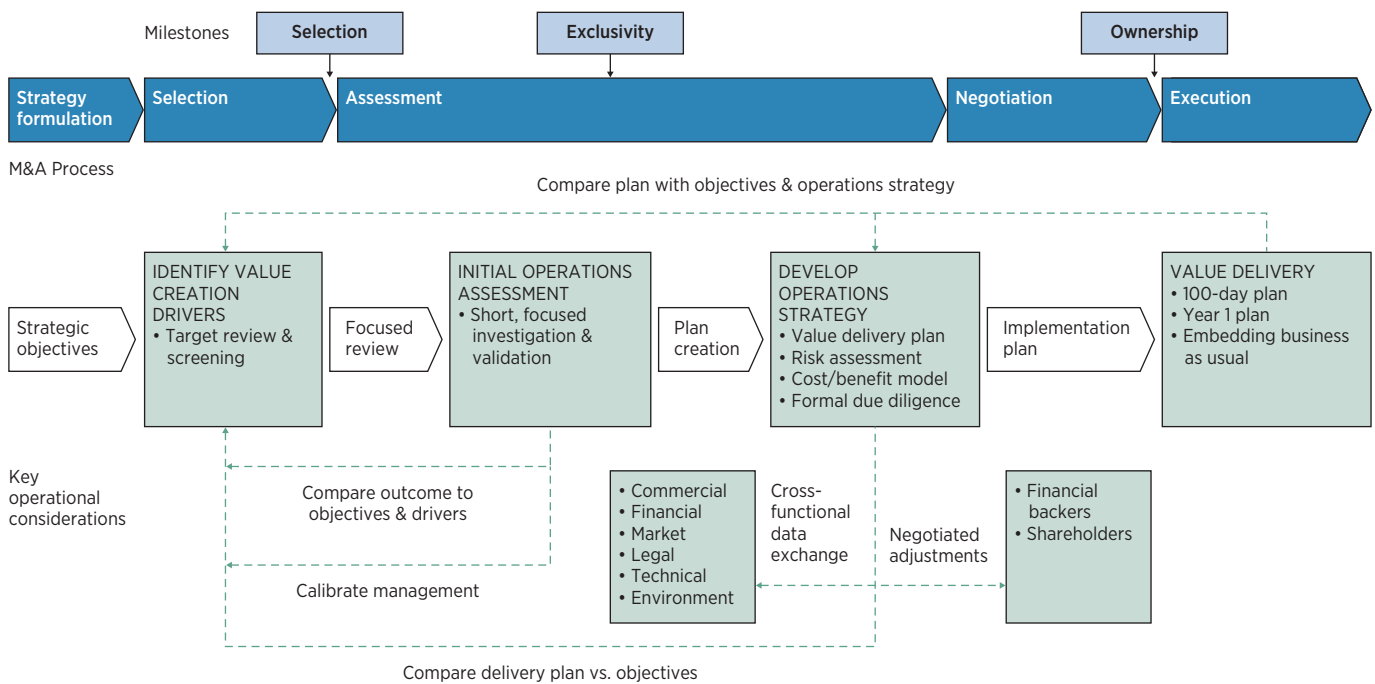 Milestones
Selection
Exclusivity
Ownership
Strategy
formulation
Selection
Assessment
Negotiation
Execution
M&A Process
Compare plan with objectives & operations strategy
Strategic
objectives
IDENTIFY VALUE
CREATION
DRIVERS
• Target review &
screening
Focused
review
INITIAL OPERATIONS
ASSESSMENT
• Short, focused
investigation &
validation
Plan
creation
DEVELOP
OPERATIONS
STRATEGY
• Value delivery plan
• Risk assessment
• Cost/benefit model
• Formal due diligence
Implementation
plan
VALUE DELIVERY
• 100-day plan
• Year 1 plan
• Embedding business
as usual
Key
operational
considerations
Compare outcome to
objectives & drivers
Calibrate management
• Commercial
• Financial
• Market
• Legal
• Technical
• Environment
Cross-
functional
data
exchange
Negotiated
adjustments
• Financial
backers
• Shareholders
Compare delivery plan vs. objectives